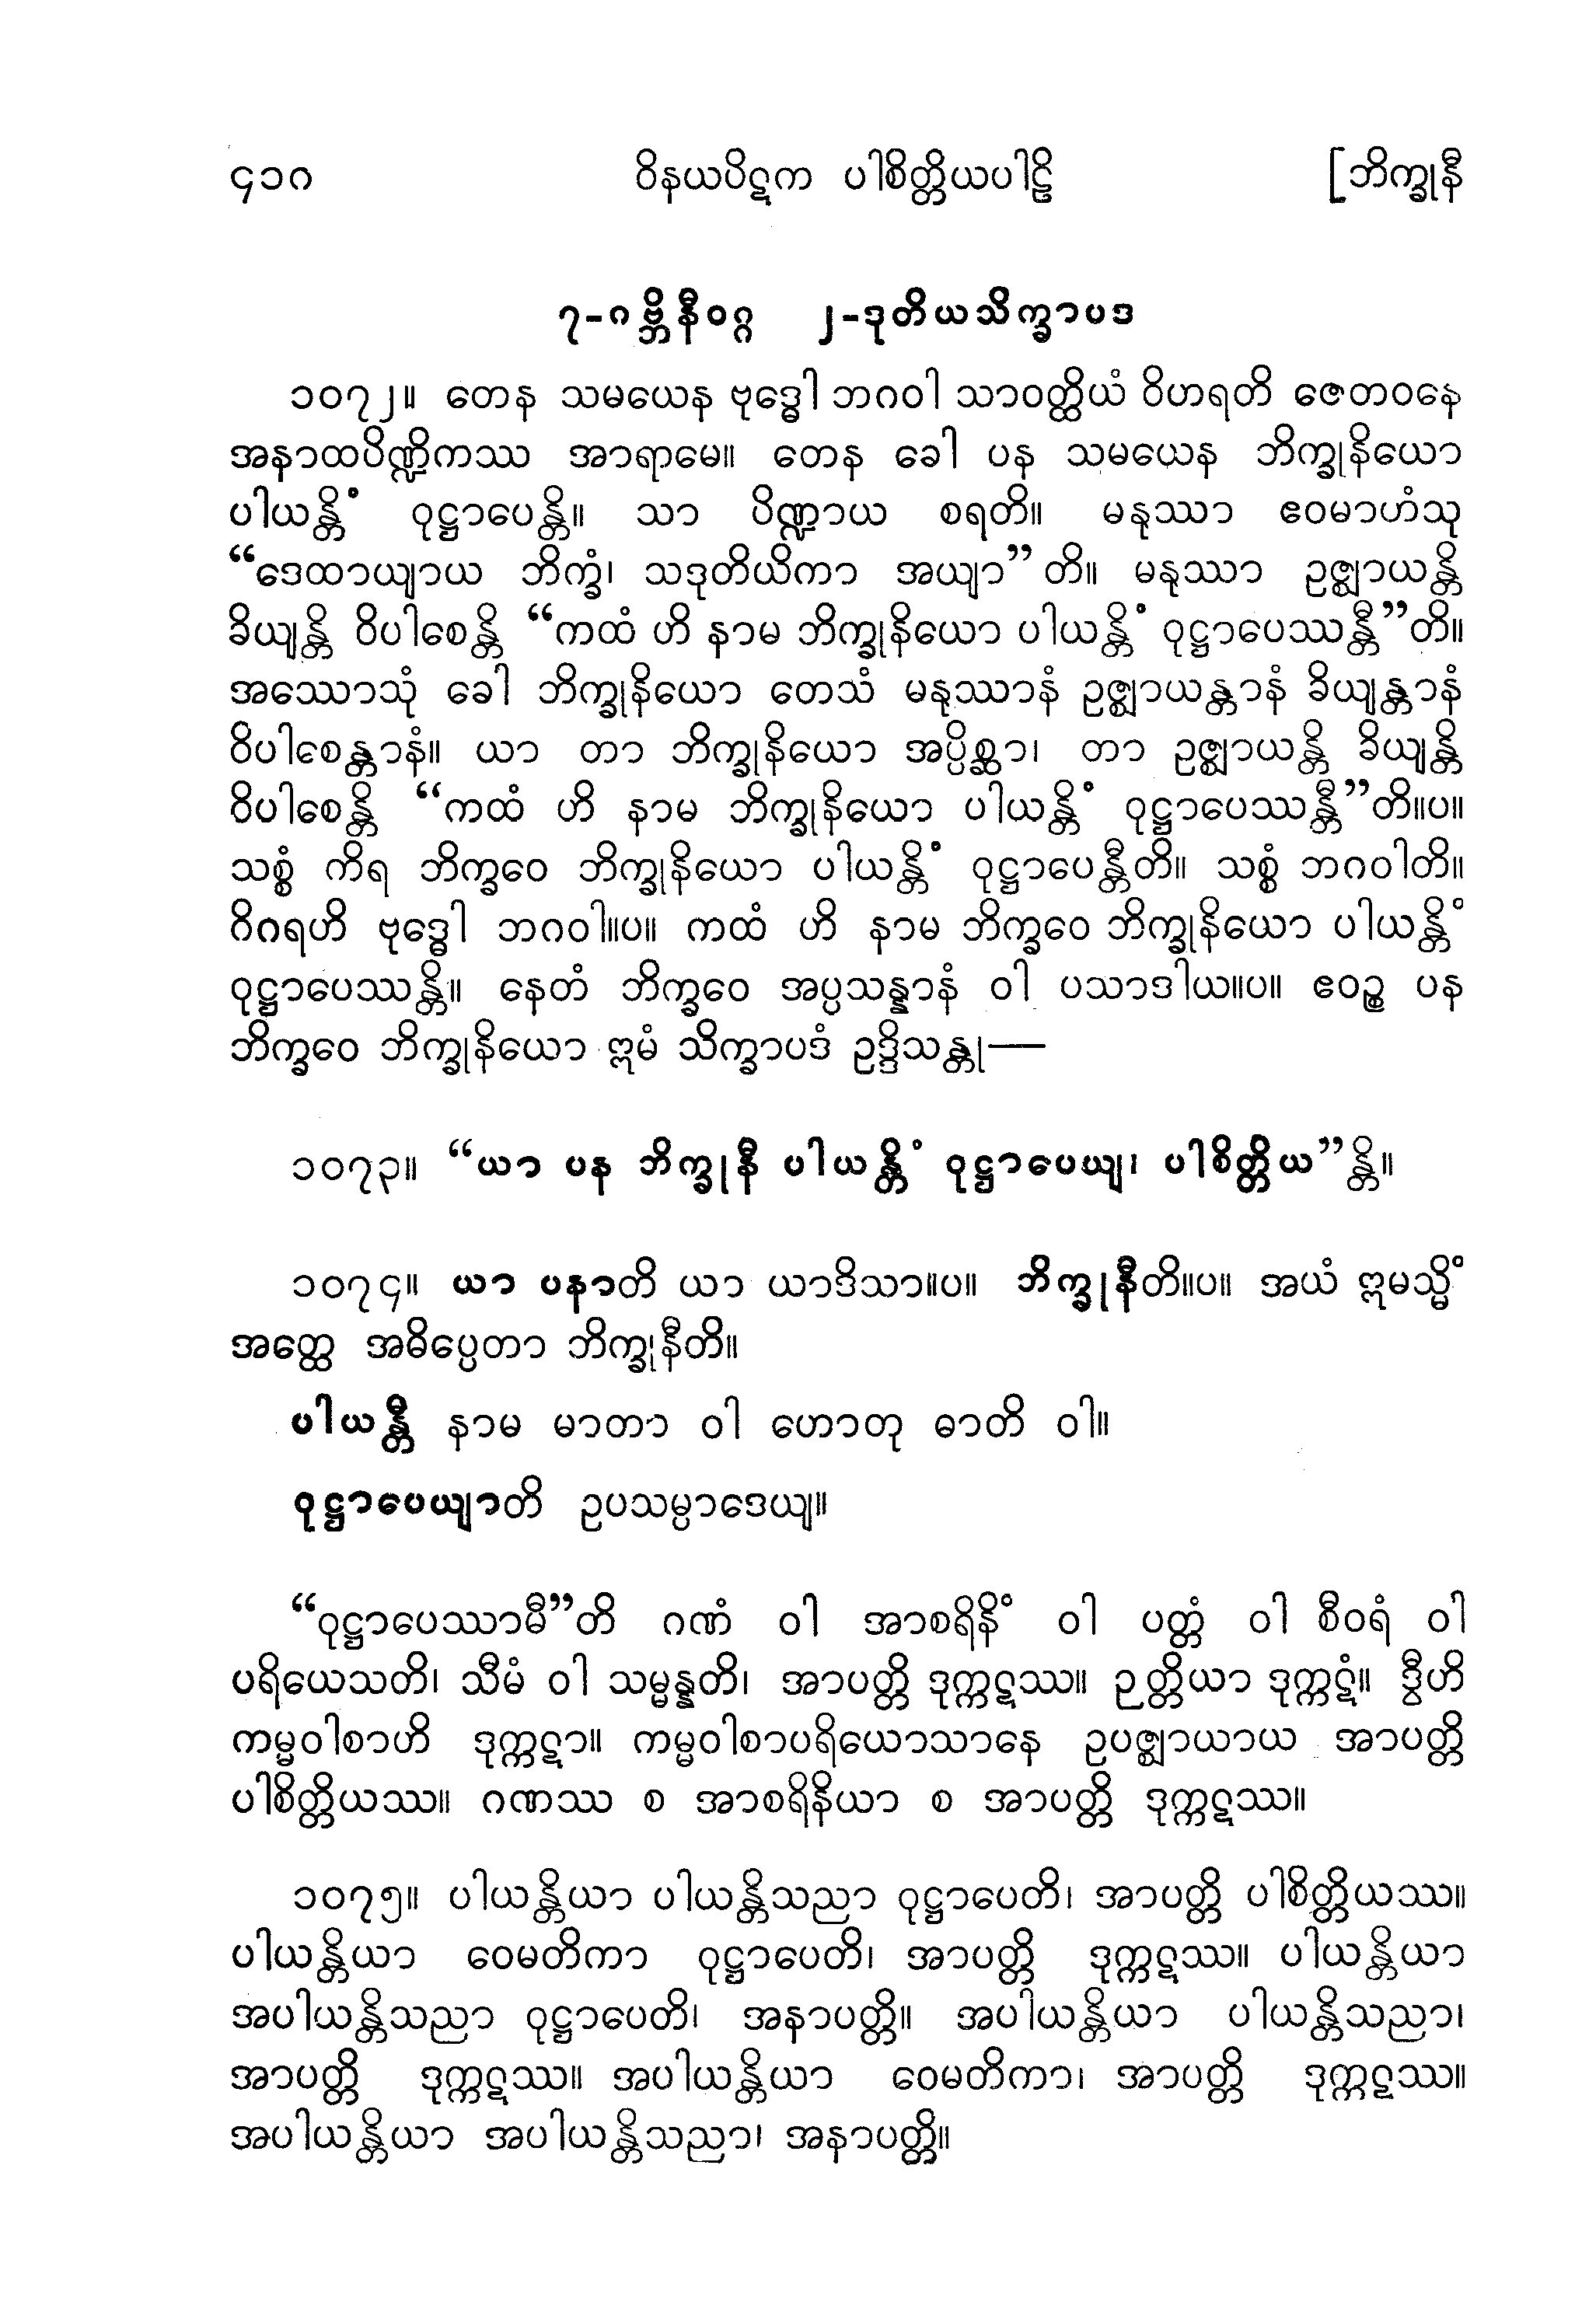 ၄၁၈ ဝိနယပိဋက ပါစိတ္တိယပါဠိ [ဘိက္ခုနီ
၇-ဂဗ္ဘိနီဝဂ္ဂ ၂-ဒုတိယသိက္ခာပဒ
၁၀၇၂။ တေန သမယေန ဗုဒ္ဓေါ ဘဂဝါ သာဝတ္ထိယံ ဝိဟရတိ ဇေတဝနေ
အနာထပိဏ္ဍိကဿ အာရာမေ။ တေန ခေါ ပန သမယေန ဘိက္ခုနိယော
ပါယန္တိံ ဝုဋ္ဌာပေန္တိ။ သာ ပိဏ္ဍာယ စရတိ။ မနုဿာ ဧဝမာဟံသု
“ဒေထာယျာယ ဘိက္ခံ၊ သဒုတိယိကာ အယျာ”တိ။ မနုဿာ ဥဇ္ဈာယန္တိ
ခိယျန္တိ ဝိပါစေန္တိ “ကထံ ဟိ နာမ ဘိက္ခုနိယော ပါယန္တိံ ဝုဋ္ဌာပေဿန္တီ”တိ။
အဿောသုံ ခေါ ဘိက္ခုနိယော တေသံ မနုဿာနံ ဥဇ္ဈာယန္တာနံ ခိယျန္တာနံ
ဝိပါစေန္တာနံ။ ယာ တာ ဘိက္ခုနိယော အပ္ပိစ္ဆာ၊ တာ ဥဇ္ဈာယန္တိ ခိယျန္တိ
ဝိပါစေန္တိ “ကထံ ဟိ နာမ ဘိက္ခုနိယော ပါယန္တိံ ဝုဋ္ဌာပေဿန္တီ”တိ။ပ။
သစ္စံ ကိရ ဘိက္ခဝေ ဘိက္ခုနိယော ပါယန္တိံ ဝုဋ္ဌာပေန္တီတိ။ သစ္စံ ဘဂဝါတိ။
ဝိဂရဟိ ဗုဒ္ဓေါ ဘဂဝါ။ပ။ ကထံ ဟိ နာမ ဘိက္ခဝေ ဘိက္ခုနိယော ပါယန္တိံ
ဝုဋ္ဌာပေဿန္တိ။ နေတံ ဘိက္ခဝေ အပ္ပသန္နာနံ ဝါ ပသာဒါယ။ပ။ ဧဝဉ္စ ပန
ဘိက္ခဝေ ဘိက္ခုနိယော ဣမံ သိက္ခာပဒံ ဥဒ္ဒိသန္တု—
၁၀၇၃။ “ယာ ပန ဘိက္ခုနီ ပါယန္တိံ ဝုဋ္ဌာပေယျ၊ ပါစိတ္တိယ”န္တိ။
၁၀၇၄။ ယာ ပနာတိ ယာ ယာဒိသာ။ပ။ ဘိက္ခုနီတိ။ပ။ အယံ ဣမသ္မိံ
အတ္ထေ အဓိပ္ပေတာ ဘိက္ခုနီတိ။
ပါယန္တီ နာမ မာတာ ဝါ ဟောတု ဓာတိ ဝါ။
ဝုဋ္ဌာပေယျာတိ ဥပသမ္ပာဒေယျ။
“ဝုဋ္ဌာပေဿာမီ”တိ ဂဏံ ဝါ အာစရိနိံ ဝါ ပတ္တံ ဝါ စီဝရံ ဝါ
ပရိယေသတိ၊ သီမံ ဝါ သမ္မန္နတိ၊ အာပတ္တိ ဒုက္ကဋဿ။ ဉတ္တိယာ ဒုက္ကဋံ။ ဒွီဟိ
ကမ္မဝါစာဟိ ဒုက္ကဋာ။ ကမ္မဝါစာပရိယောသာနေ ဥပဇ္ဈာယာယ အာပတ္တိ
ပါစိတ္တိယဿ။ ဂဏဿ စ အာစရိနိယာ စ အာပတ္တိ ဒုက္ကဋဿ။
၁၀၇၅။ ပါယန္တိယာ ပါယန္တိသညာ ဝုဋ္ဌာပေတိ၊ အာပတ္တိ ပါစိတ္တိယဿ။
ပါယန္တိယာ ဝေမတိကာ ဝုဋ္ဌာပေတိ၊ အာပတ္တိ ဒုက္ကဋဿ။ ပါယန္တိယာ
အပါယန္တိသညာ ဝုဋ္ဌာပေတိ၊ အနာပတ္တိ။ အပါယန္တိယာ ပါယန္တိသညာ၊
အာပတ္တိ ဒုက္ကဋဿ။ အပါယန္တိယာ ဝေမတိကာ၊ အာပတ္တိ ဒုက္ကဋဿ။
အပါယန္တိယာ အပါယန္တိသညာ၊ အနာပတ္တိ။